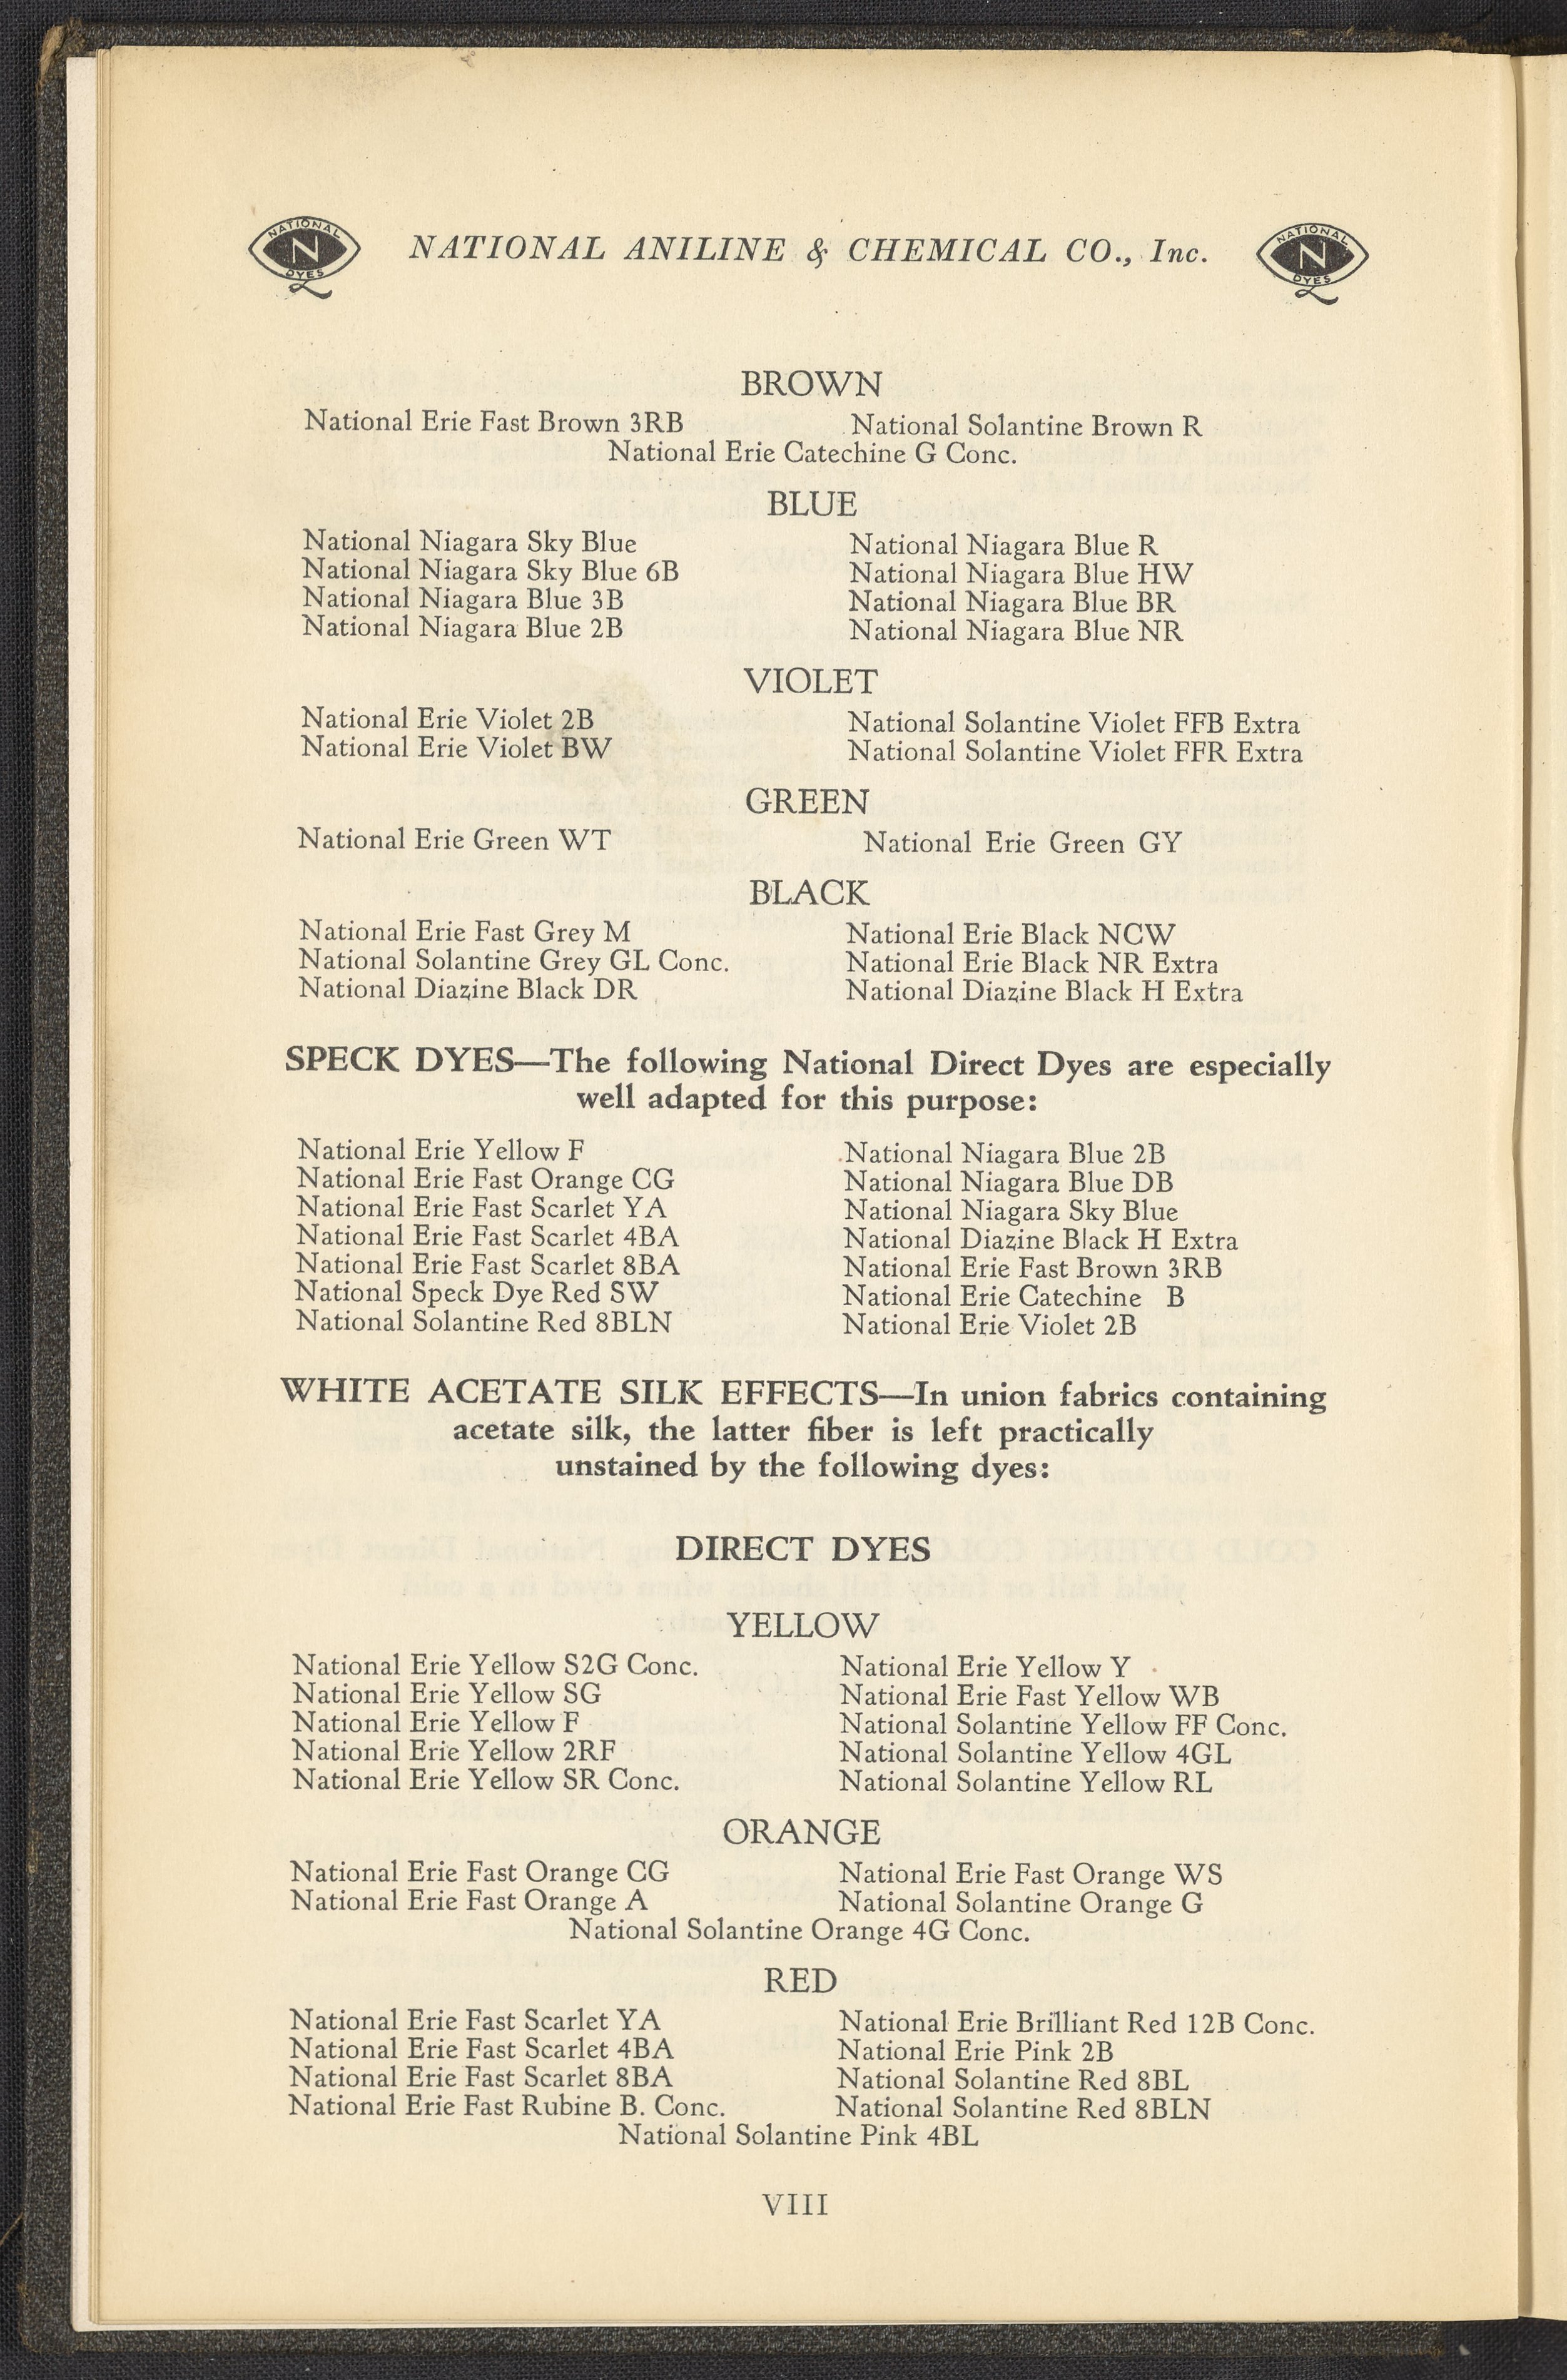 NATIONAL
N
DYES
NATIONAL ANILINE & CHEMICAL CO., Inc.
NATIONAL
N
DYES
BROWN
National Erie Fast Brown 3RB National Solantine Brown R
National Erie Catechine G Conc.
BLUE
National Niagara Sky Blue National Niagara Blue R
National Niagara Sky Blue 6B National Niagara Blue HW
National Niagara Blue 3B National Niagara Blue BR
National Niagara Blue 2B National Niagara Blue NR
VIOLET
National Erie Violet 2B National Solantine Violet FFB Extra
National Erie Violet BW National Solantine Violet FFR Extra
GREEN
National Erie Green WT National Erie Green GY
BLACK
National Erie Fast Grey M National Erie Black NCW
National Solantine Grey GL Conc. National Erie Black NR Extra
National Diazine Black DR National Diazine Black H Extra
SPECK DYES—The following National Direct Dyes are especially
well adapted for this purpose:
National Erie Yellow F National Niagara Blue 2B
National Erie Fast Orange CG National Niagara Blue DB
National Erie Fast Scarlet YA National Niagara Sky Blue
National Erie Fast Scarlet 4BA National Diazine Black H Extra
National Erie Fast Scarlet 8BA National Erie Fast Brown 3RB
National Speck Dye Red SW National Erie Catechine B
National Solantine Red 8BLN National Erie Violet 2B
WHITE ACETATE SILK EFFECTS—In union fabrics containing
acetate silk, the latter fiber is left practically
unstained by the following dyes:
DIRECT DYES
YELLOW
National Erie Yellow S2G Conc. National Erie Yellow Y
National Erie Yellow SG National Erie Fast Yellow WB
National Erie Yellow F National Solantine Yellow FF Conc.
National Erie Yellow 2RF National Solantine Yellow 4GL
National Erie Yellow SR Conc. National Solantine Yellow RL
ORANGE
National Erie Fast Orange CG National Erie Fast Orange WS
National Erie Fast Orange A National Solantine Orange G
National Solantine Orange 4G Conc.
RED
National Erie Fast Scarlet YA National Erie Brilliant Red 12B Conc.
National Erie Fast Scarlet 4BA National Erie Pink 2B
National Erie Fast Scarlet 8BA National Solantine Red 8BL
National Erie Fast Rubine B. Conc. National Solantine Red 8BLN
National Solantine Pink 4BL
VIII